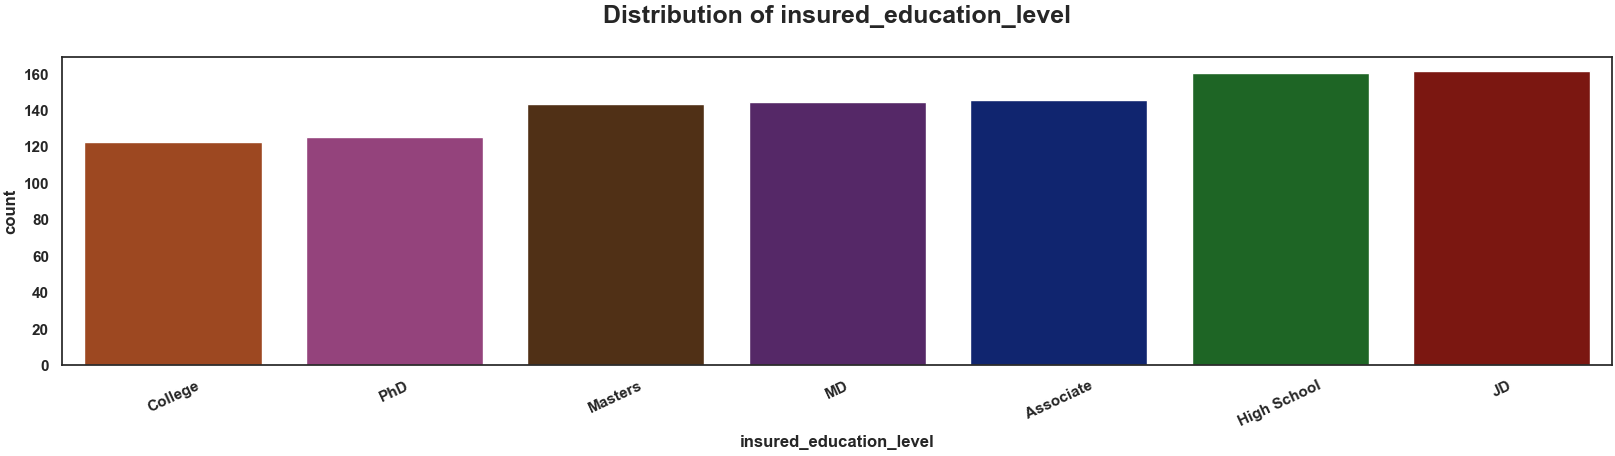 Distribution of insured_education_level
160
140
120
100
80
60
40
20
0
count
College
PhD
Masters
MD
Associate
High School
JD
insured_education_level